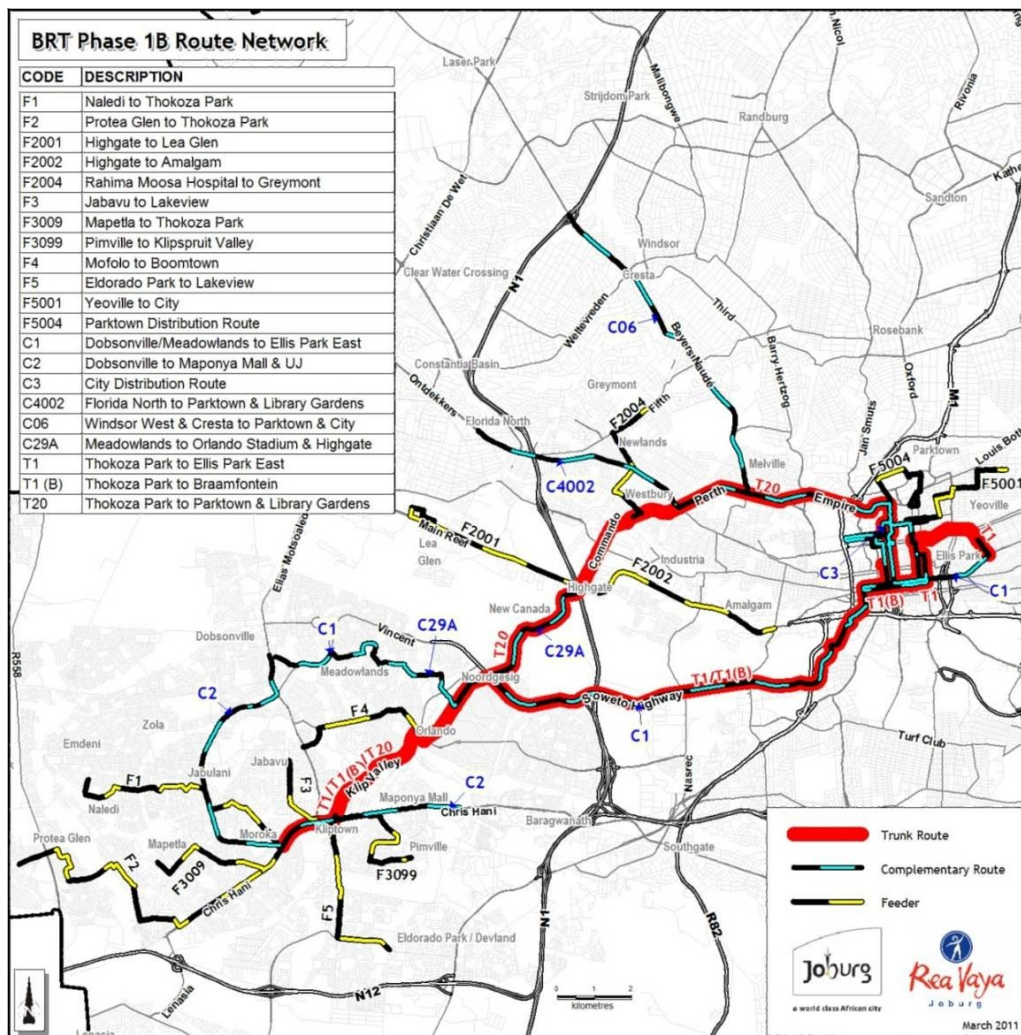 BRT Phase 1B Route Network
CODE DESCRIPTION
F1 Naledi to Thokoza Park
F2 Protea Glen to Thokoza Park
F2001 Highgate to Lea Glen
F2002 Highgate to Amalgam
F2004 Rahima Moosa Hospital to Greymont
F3 Jabavu to Lakeview
F3009 Mapetla to Thokoza Park
F3099 Pimville to Klipspruit Valley
F4 Mofolo to Boomtown
F5 Eldorado Park to Lakeview
F5001 Yeoville to City
F5004 Parktown Distribution Route
C1 Dobsonville/Meadowlands to Ellis Park East
C2 Dobsonville to Maponya Mall & UJ
C3 City Distribution Route
C4002 Florida North to Parktown & Library Gardens
C06 Windsor West & Cresta to Parktown & City
C29A Meadowlands to Orlando Stadium & Highgate
T1 Thokoza Park to Ellis Park East
T1 (B) Thokoza Park to Braamfontein
T20 Thokoza Park to Parktown & Library Gardens
Laser Park
Strijdom Park
Malibongwe
Randburg
Rivonia
Sandton
Christiaan De Wet
Clear Water Crossing
N1
Windsor
Cresta
Weltevreden
C06
Third
Beyers Naudé
Barry Hertzog
Rosebank
Oxford
M1
Jan Smuts
Constantia Basin
Ontdekkers
Greymont
Florida North
F2004
Fifth
Newlands
C4002
Westbury
Melville
T20
Perth
Empire
Parktown
F5004
F5001
Yeoville
T1
Ellis Park
C3
C1
T1(B)
T1
Main Reef
F2001
Lea
Glen
Commando
Industria
Highgate
F2002
Amalgam
Elias Motsoaledi
New Canada
T20
C29A
R558
Dobsonville
C1
Vincent
C29A
Meadowlands
Noordgesig
T1/T1(B)
Soweto Highway
C1
C2
Zola
Emdeni
F4
Orlando
Jabavu
F3
T1/T1(B)/T20
Klip Valley
Turf Club
Jabulani
F1
Naledi
Maponya Mall
C2
Chris Hani
Nasrec
Baragwanath
Southgate
Protea Glen
Moroka
Kliptown
Mapetla
F2
F3009
Pimville
F3099
Chris Hani
F5
Eldorado Park / Devland
N1
R82
N12
Lenasia
Lenasia
0 1 2
kilometres
Trunk Route
Complementary Route
Feeder
Joburg
a world class African city
Rea Vaya
Joburg
March 2011